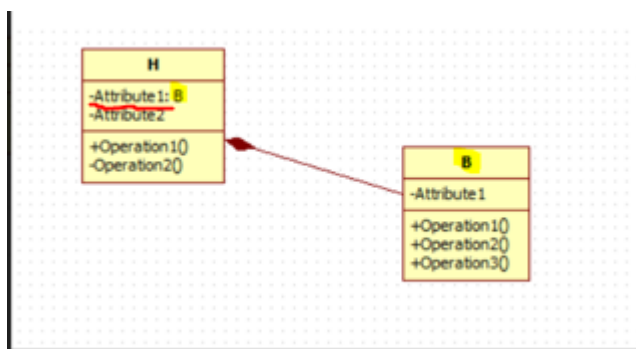 H
-Attribute1: B
-Attribute2
+Operation1()
-Operation2()
B
-Attribute1
+Operation1()
+Operation2()
+Operation3()